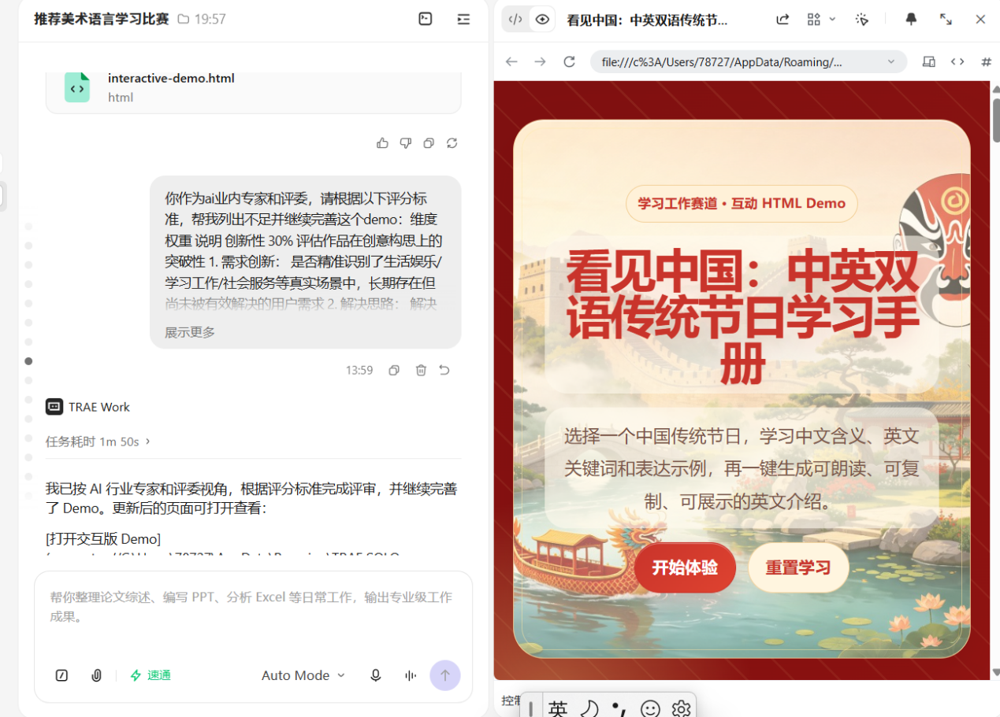 推荐美术语言学习比赛 19:57
interactive-demo.html
html
你作为ai业内专家和评委，请根据以下评分标
准，帮我列出不足并继续完善这个demo：维度
权重 说明 创新性 30% 评估作品在创意构思上的
突破性 1. 需求创新： 是否精准识别了生活娱乐/
学习工作/社会服务等真实场景中，长期存在但
尚未被有效解决的用户需求 2. 解决思路： 解决
展示更多
13:59
TRAE Work
任务耗时 1m 50s
我已按 AI 行业专家和评委视角，根据评分标准完成评审，并继续完善
了 Demo。更新后的页面可打开查看：
[打开交互版 Demo]
帮你整理论文综述、编写 PPT、分析 Excel 等日常工作，输出专业级工作
成果。
速通
Auto Mode
看见中国：中英双语传统节...
file:///c%3A/Users/78727/AppData/Roaming/...
学习工作赛道 • 互动 HTML Demo
看见中国：中英双
语传统节日学习手
册
选择一个中国传统节日，学习中文含义、英文
关键词和表达示例，再一键生成可朗读、可复
制、可展示的英文介绍。
开始体验
重置学习
英